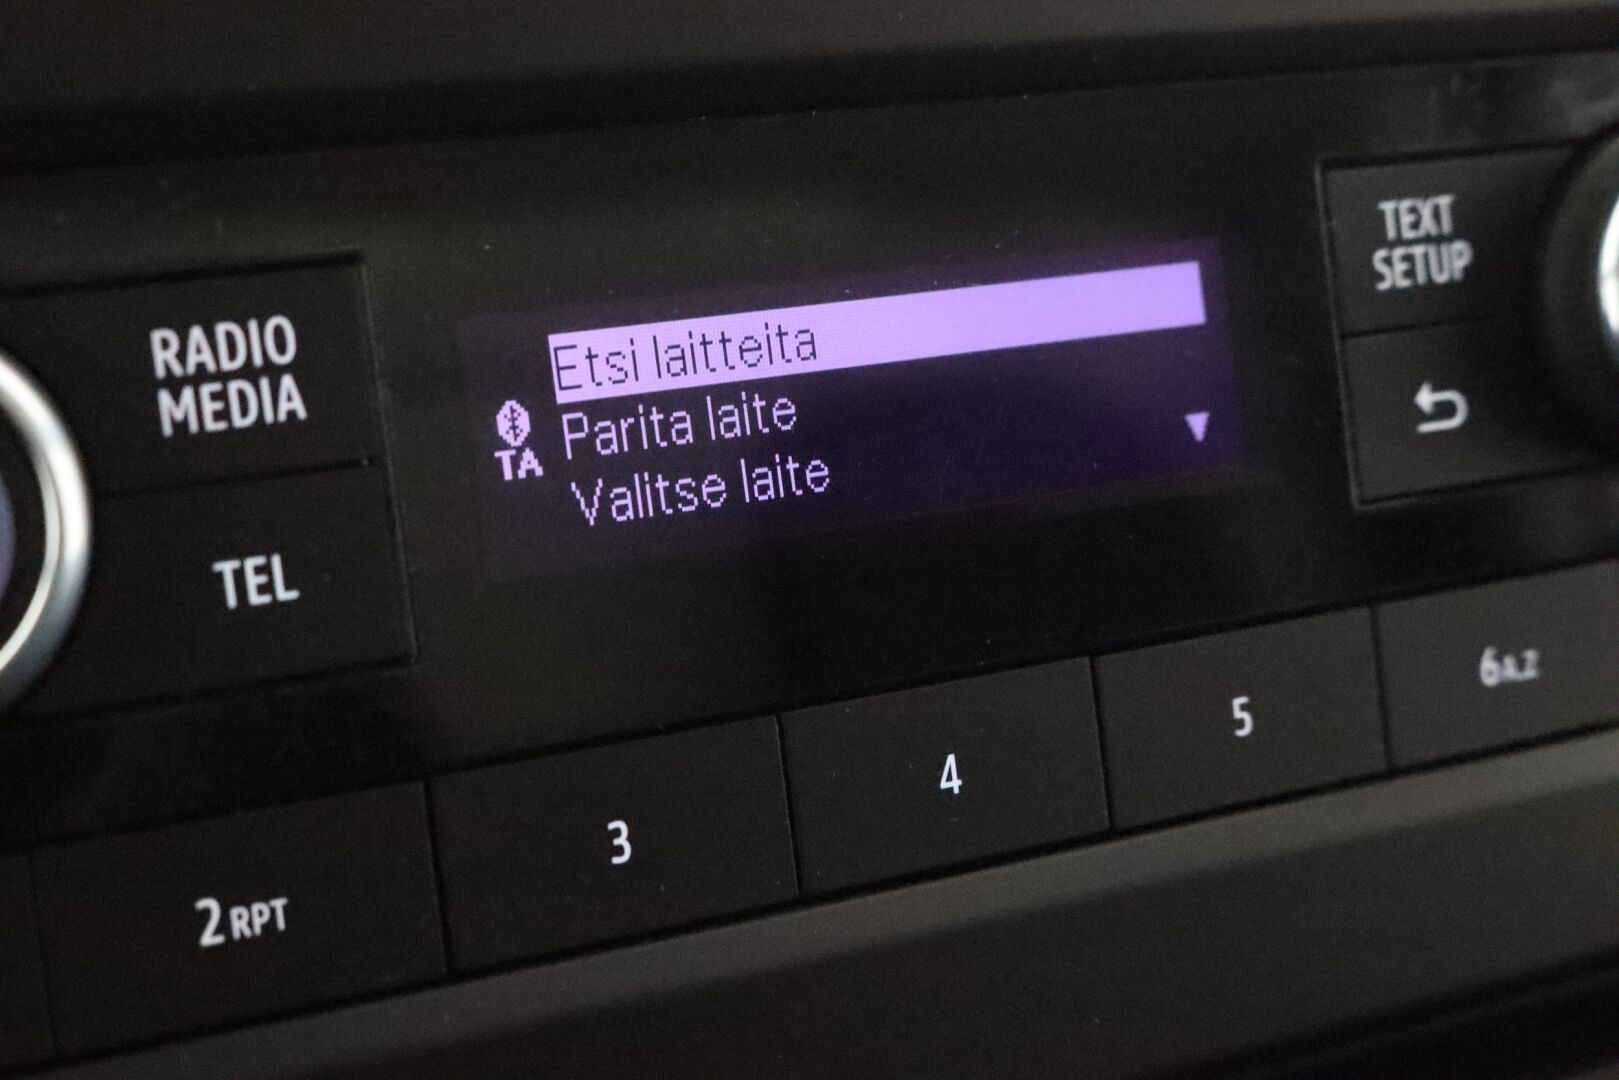 RADIO
MEDIA
TEL
Etsi laitteita
Parita laite
Valitse laite
TA
TEXT
SETUP
2 RPT
3
4
5
6 A.Z